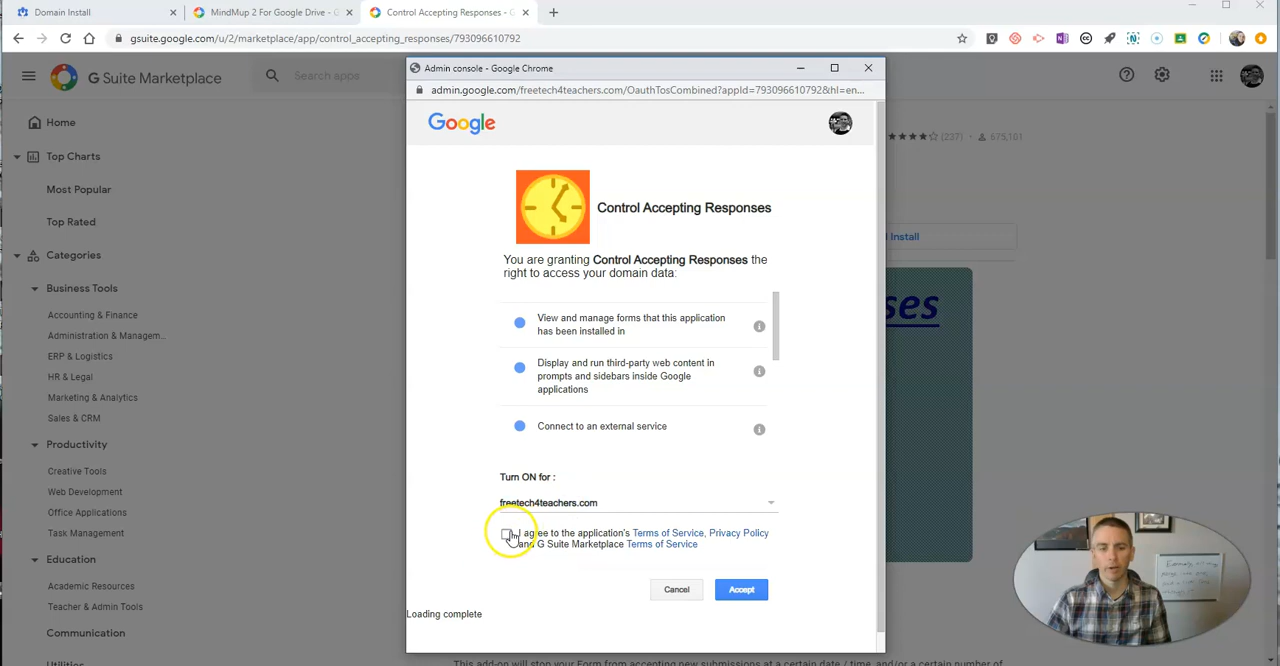 Domain Install
MindMup 2 For Google Drive - G
Control Accepting Responses - G
gsuite.google.com/u/2/marketplace/app/control_accepting_responses/793096610792
G Suite Marketplace
Search apps
Home
Top Charts
Most Popular
Top Rated
Categories
Business Tools
Accounting & Finance
Administration & Managem...
ERP & Logistics
HR & Legal
Marketing & Analytics
Sales & CRM
Productivity
Creative Tools
Web Development
Office Applications
Task Management
Education
Academic Resources
Teacher & Admin Tools
Communication
Utilities
Admin console - Google Chrome
admin.google.com/freetech4teachers.com/OauthTosCombined?appId=793096610792&hl=en...
Google
Control Accepting Responses
You are granting Control Accepting Responses the
right to access your domain data:
View and manage forms that this application
has been installed in
Display and run third-party web content in
prompts and sidebars inside Google
applications
Connect to an external service
Turn ON for :
freetech4teachers.com
I agree to the application's Terms of Service, Privacy Policy
and G Suite Marketplace Terms of Service
Cancel
Accept
Loading complete
(237)
675,101
Install
ses
This add-on will stop your Form from accepting new submissions at a certain date / time, and/or a certain number of